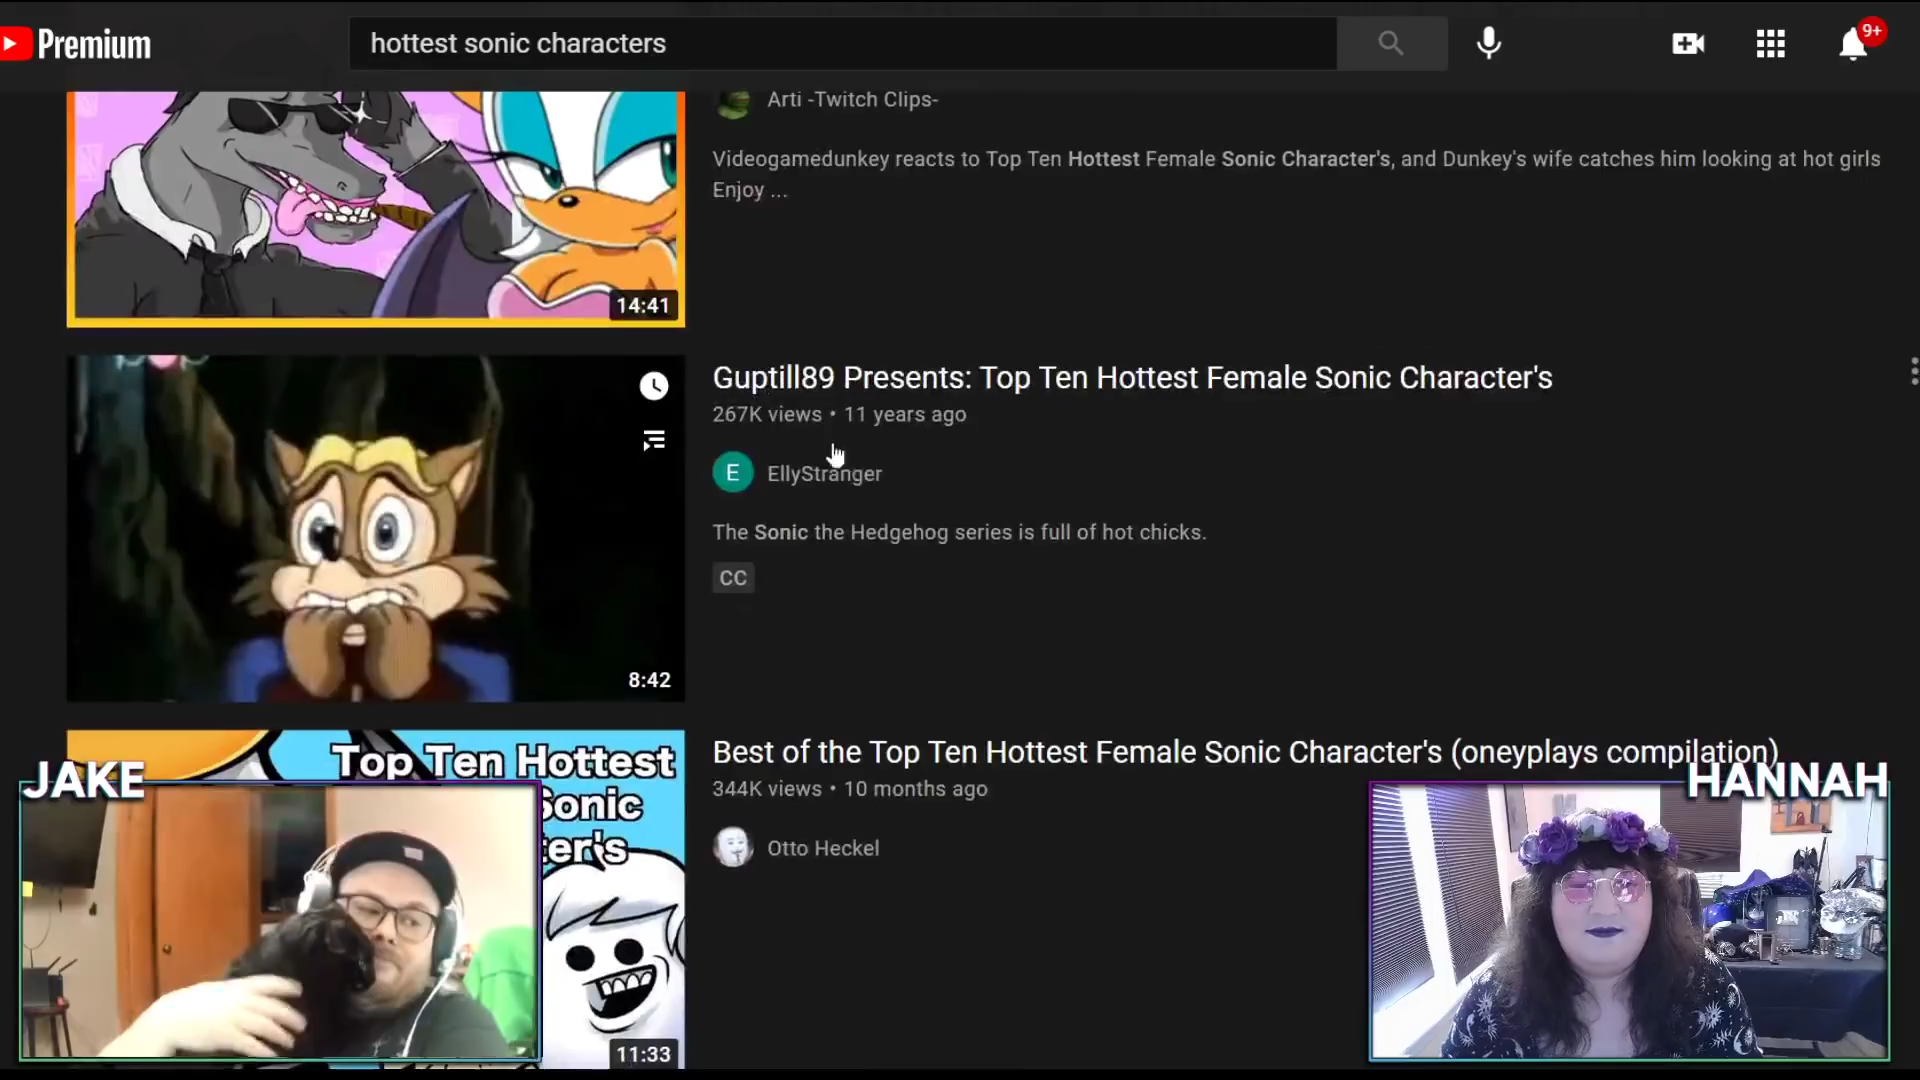 Premium
hottest sonic characters
9+
Arti -Twitch Clips-
Videogamedunkey reacts to Top Ten Hottest Female Sonic Character's, and Dunkey's wife catches him looking at hot girls
Enjoy ...
14:41
Guptill89 Presents: Top Ten Hottest Female Sonic Character's
267K views • 11 years ago
E
EllyStranger
The Sonic the Hedgehog series is full of hot chicks.
CC
8:42
Top Ten Hottest
Sonic
ter's
11:33
Best of the Top Ten Hottest Female Sonic Character's (oneyplays compilation)
344K views • 10 months ago
Otto Heckel
JAKE
HANNAH